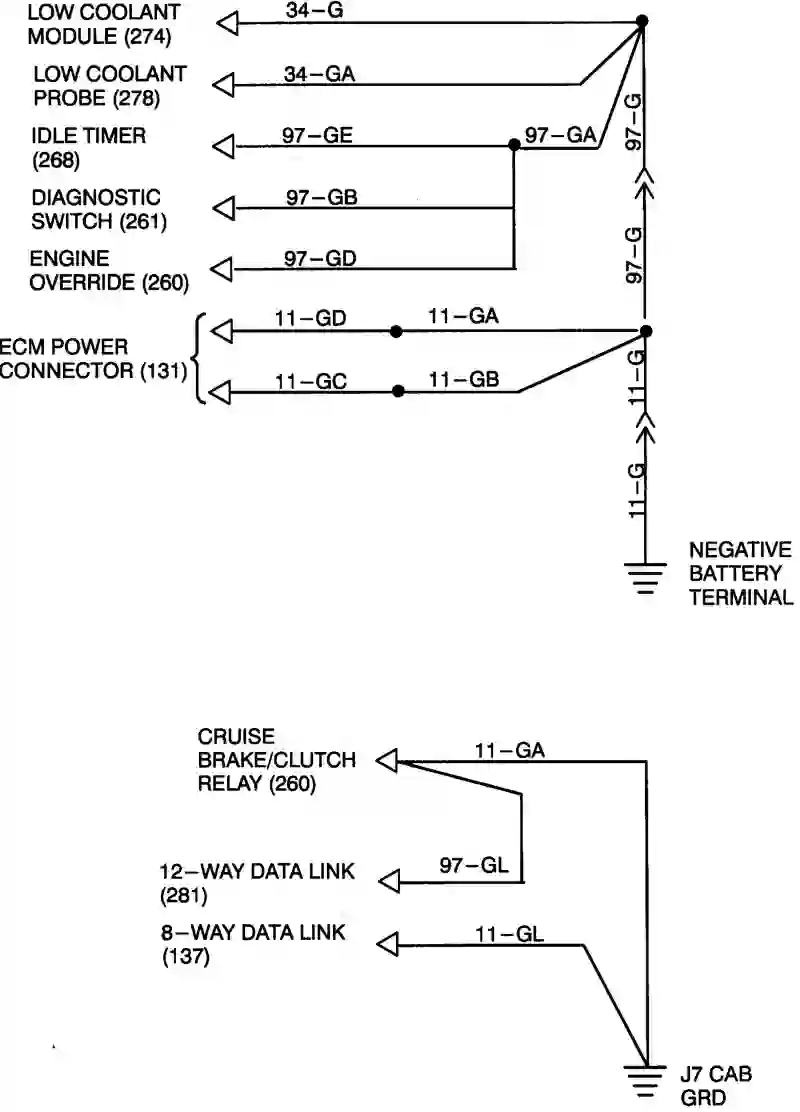 LOW COOLANT
MODULE (274)
34-G
LOW COOLANT
PROBE (278)
34-GA
IDLE TIMER
(268)
97-GE
97-GA
97-G
DIAGNOSTIC
SWITCH (261)
97-GB
ENGINE
OVERRIDE (260)
97-GD
97-G
ECM POWER
CONNECTOR (131)
11-GD
11-GA
11-GC
11-GB
11-G
11-G
NEGATIVE
BATTERY
TERMINAL
CRUISE
BRAKE/CLUTCH
RELAY (260)
11-GA
12-WAY DATA LINK
(281)
97-GL
8-WAY DATA LINK
(137)
11-GL
J7 CAB
GRD